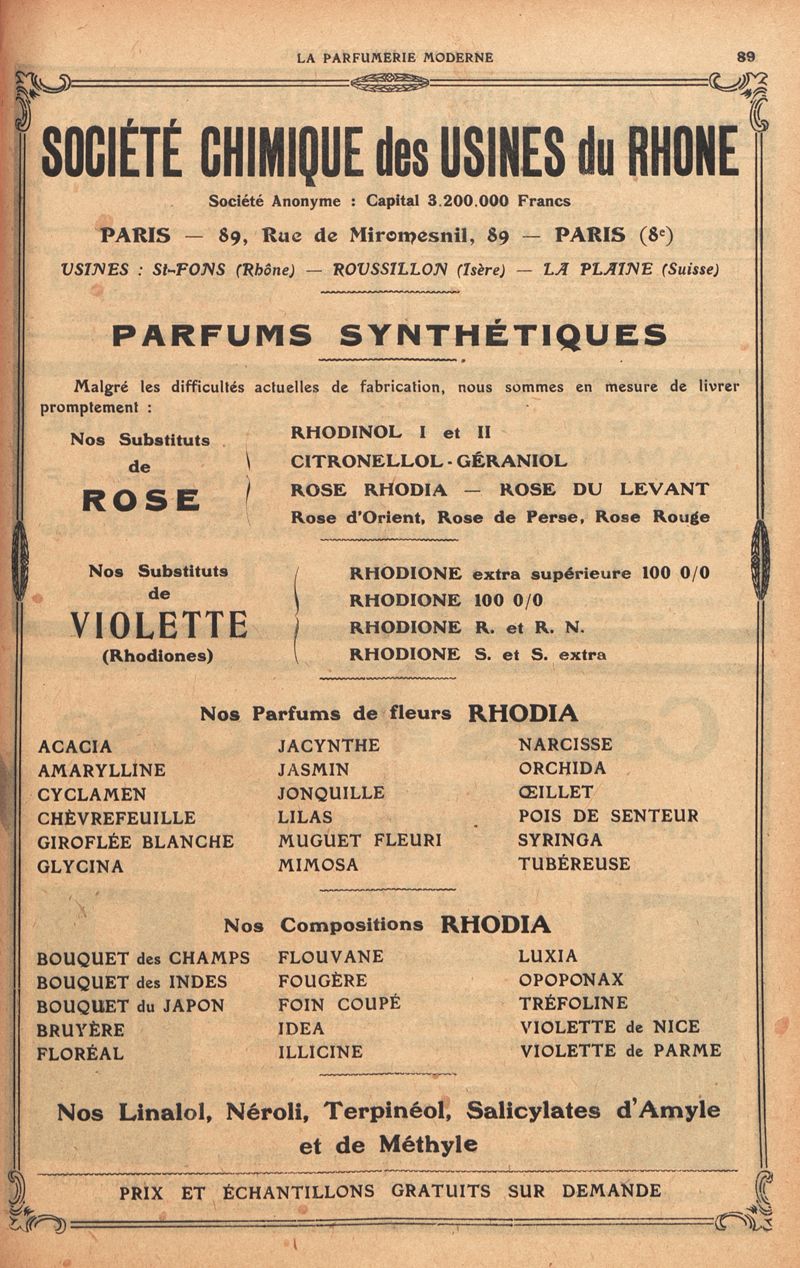 LA PARFUMERIE MODERNE 89
SOCIÉTÉ CHIMIQUE des USINES du RHONE
Société Anonyme : Capital 3.200.000 Francs
PARIS — 89, Rue de Miromesnil, 89 — PARIS (8e)
USINES : St-FONS (Rhône) — ROUSSILLON (Isère) — LA PLAINE (Suisse)
PARFUMS SYNTHÉTIQUES
Malgré les difficultés actuelles de fabrication, nous sommes en mesure de livrer
promptement :
Nos Substituts
de
ROSE
RHODINOL I et II
CITRONELLOL - GÉRANIOL
ROSE RHODIA — ROSE DU LEVANT
Rose d'Orient, Rose de Perse, Rose Rouge
Nos Substituts
de
VIOLETTE
(Rhodiones)
RHODIONE extra supérieure 100 0/0
RHODIONE 100 0/0
RHODIONE R. et R. N.
RHODIONE S. et S. extra
Nos Parfums de fleurs RHODIA
ACACIA
AMARYLLINE
CYCLAMEN
CHÈVREFEUILLE
GIROFLÉE BLANCHE
GLYCINA
JACYNTHE
JASMIN
JONQUILLE
LILAS
MUGUET FLEURI
MIMOSA
NARCISSE
ORCHIDA
ŒILLET
POIS DE SENTEUR
SYRINGA
TUBÉREUSE
Nos Compositions RHODIA
BOUQUET des CHAMPS
BOUQUET des INDES
BOUQUET du JAPON
BRUYÈRE
FLORÉAL
FLOUVANE
FOUGÈRE
FOIN COUPÉ
IDEA
ILLICINE
LUXIA
OPOPONAX
TRÉFOLINE
VIOLETTE de NICE
VIOLETTE de PARME
Nos Linalol, Néroli, Terpinéol, Salicylates d'Amyle
et de Méthyle
PRIX ET ÉCHANTILLONS GRATUITS SUR DEMANDE